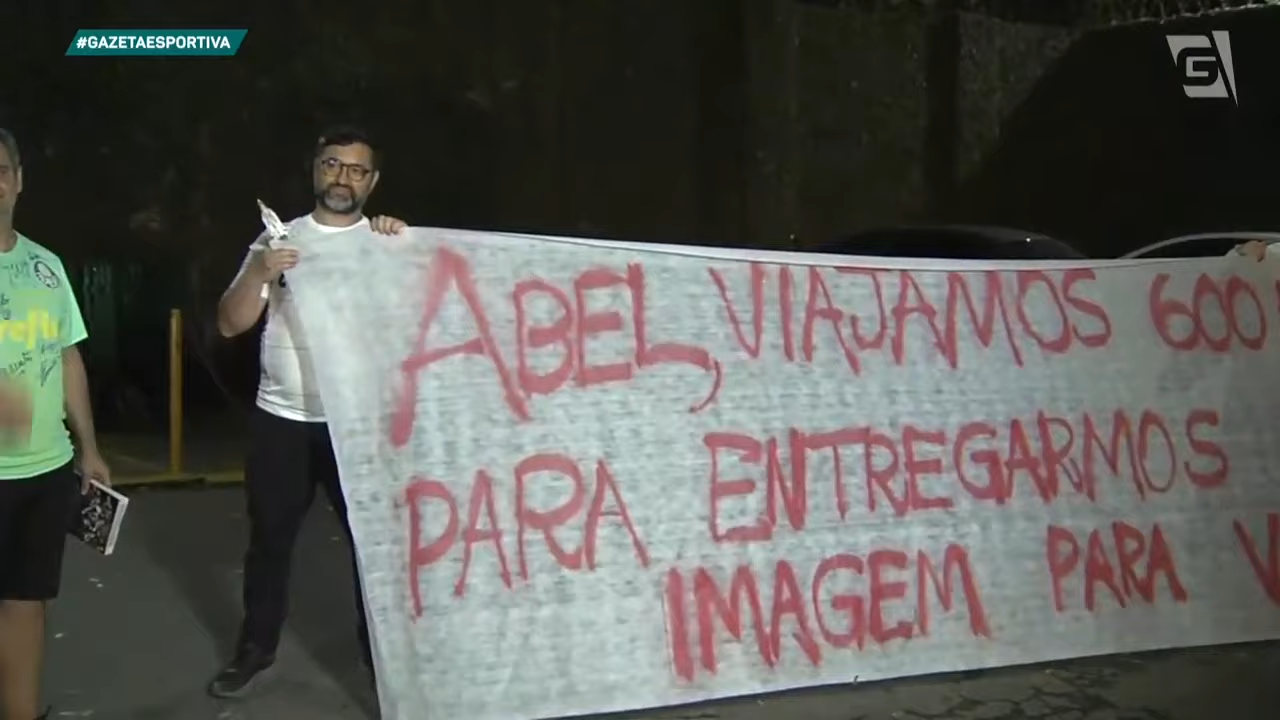 #GAZETAESPORTIVA
ABEL, VIAJAMOS 600
PARA ENTREGARMOS
IMAGEM PARA V